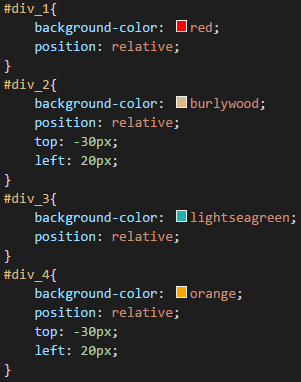 #div_1{
    background-color: red;
    position: relative;
}
#div_2{
    background-color: burlywood;
    position: relative;
    top: -30px;
    left: 20px;
}
#div_3{
    background-color: lightseagreen;
    position: relative;
}
#div_4{
    background-color: orange;
    position: relative;
    top: -30px;
    left: 20px;
}